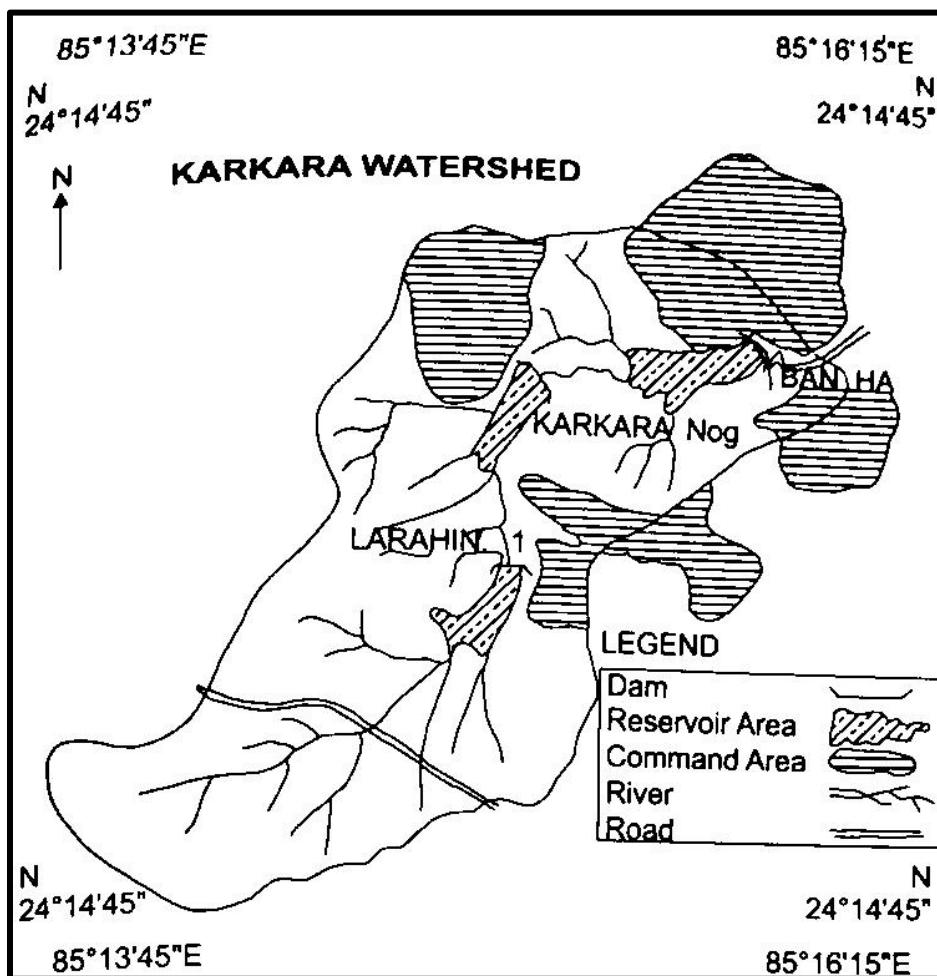 85°13'45"E
85°16'15"E
N
24°14'45"
N
24°14'45"
N
KARKARA WATERSHED
BAN HA
KARKARA Nog
LARAHIN. 1
LEGEND
Dam
Reservoir Area
Command Area
River
Road
N
24°14'45"
N
24°14'45"
85°13'45"E
85°16'15"E